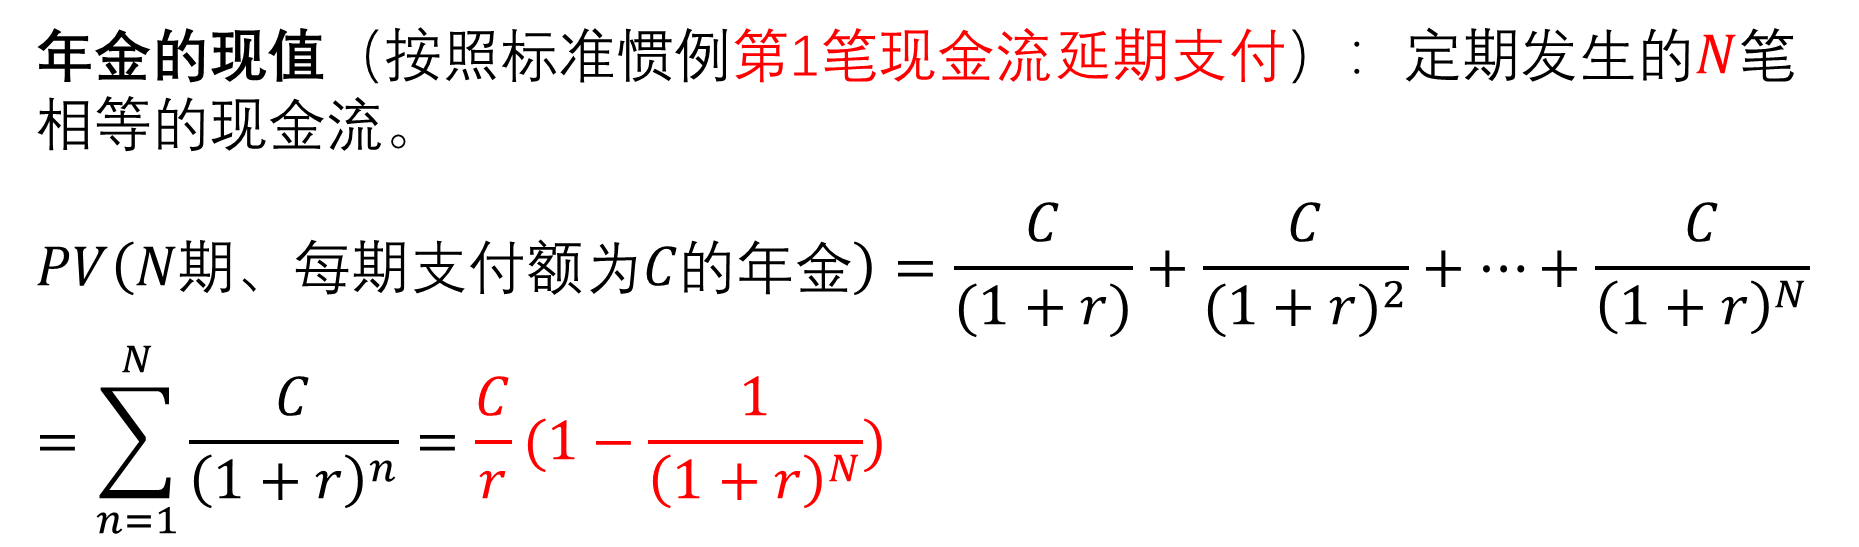 年金的现值（按照标准惯例第1笔现金流延期支付）：定期发生的N笔
相等的现金流。
PV(N期、每期支付额为C的年金) = C/(1 + r) + C/(1 + r)^2 + ⋯ + C/(1 + r)^N
= ∑_{n=1}^{N} C/(1 + r)^n = C/r (1 − 1/(1 + r)^N)